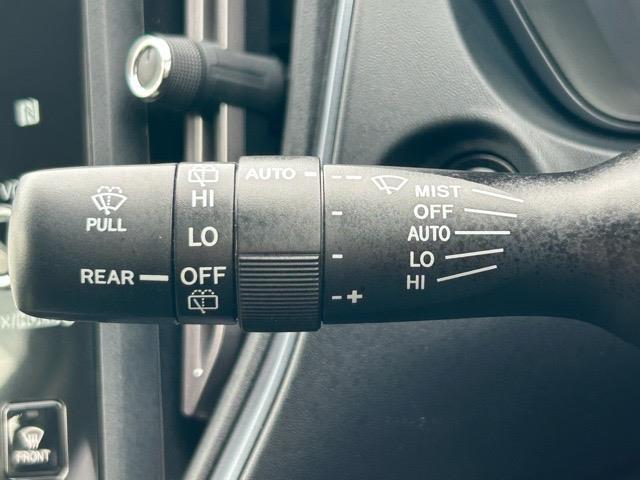 N
PULL
REAR
HI
LO
OFF
AUTO -
- -
-
-
- +
MIST
OFF
AUTO
LO
HI
FRONT